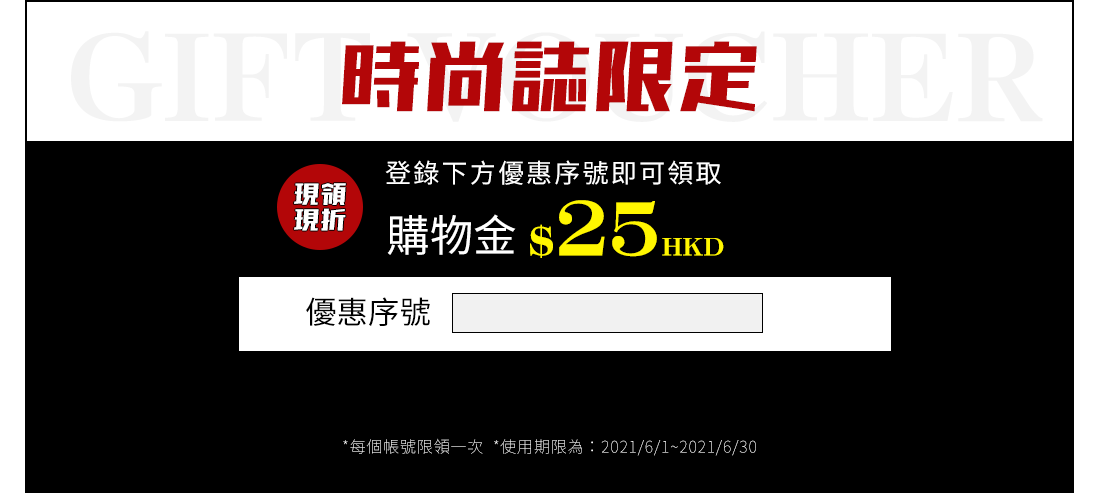 GIFT VOUCHER
時尚誌限定
現領
現折
登錄下方優惠序號即可領取
購物金 $25HKD
優惠序號
*每個帳號限領一次 *使用期限為：2021/6/1~2021/6/30